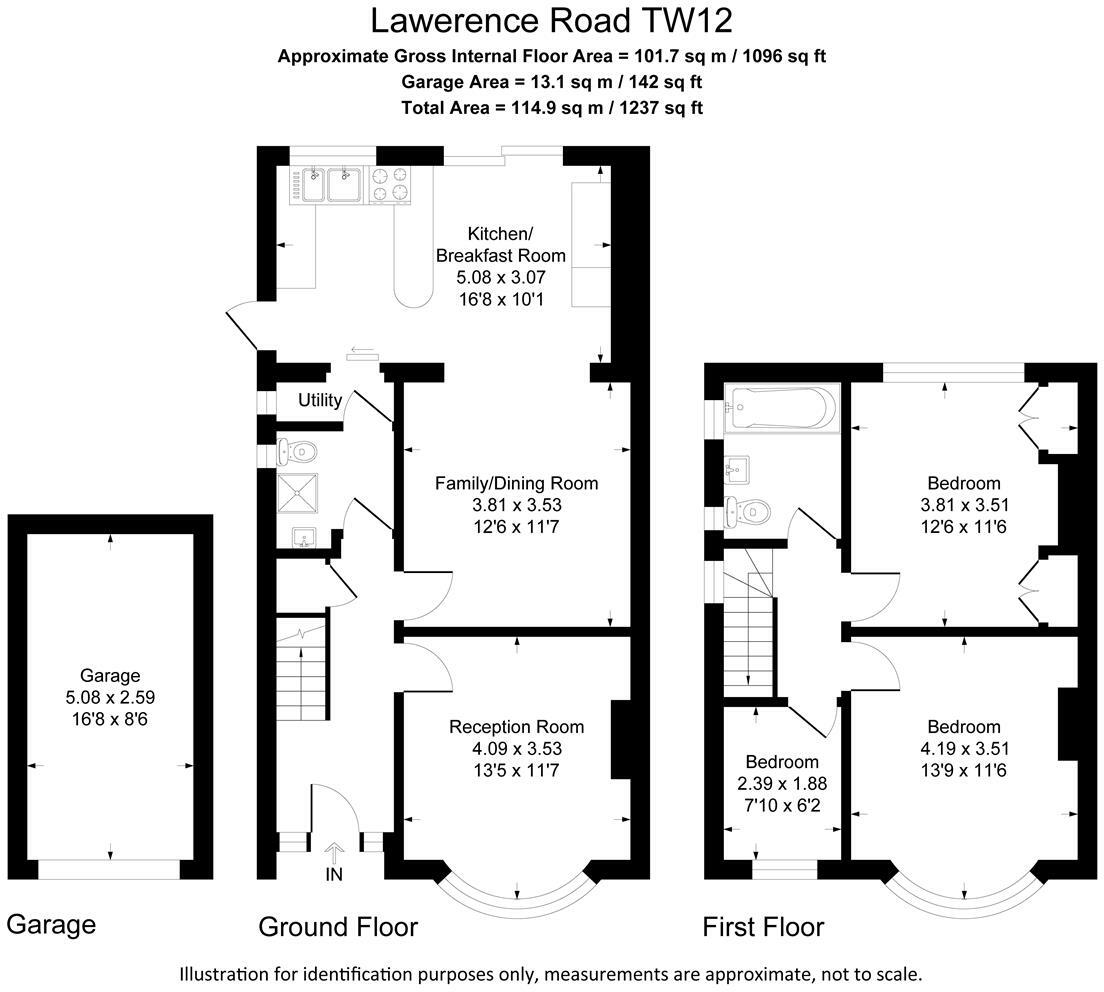 Lawerence Road TW12
Approximate Gross Internal Floor Area = 101.7 sq m / 1096 sq ft
Garage Area = 13.1 sq m / 142 sq ft
Total Area = 114.9 sq m / 1237 sq ft
Kitchen/
Breakfast Room
5.08 x 3.07
16'8 x 10'1
Utility
Family/Dining Room
3.81 x 3.53
12'6 x 11'7
Bedroom
3.81 x 3.51
12'6 x 11'6
Garage
5.08 x 2.59
16'8 x 8'6
Reception Room
4.09 x 3.53
13'5 x 11'7
Bedroom
2.39 x 1.88
7'10 x 6'2
Bedroom
4.19 x 3.51
13'9 x 11'6
IN
Garage
Ground Floor
First Floor
Illustration for identification purposes only, measurements are approximate, not to scale.